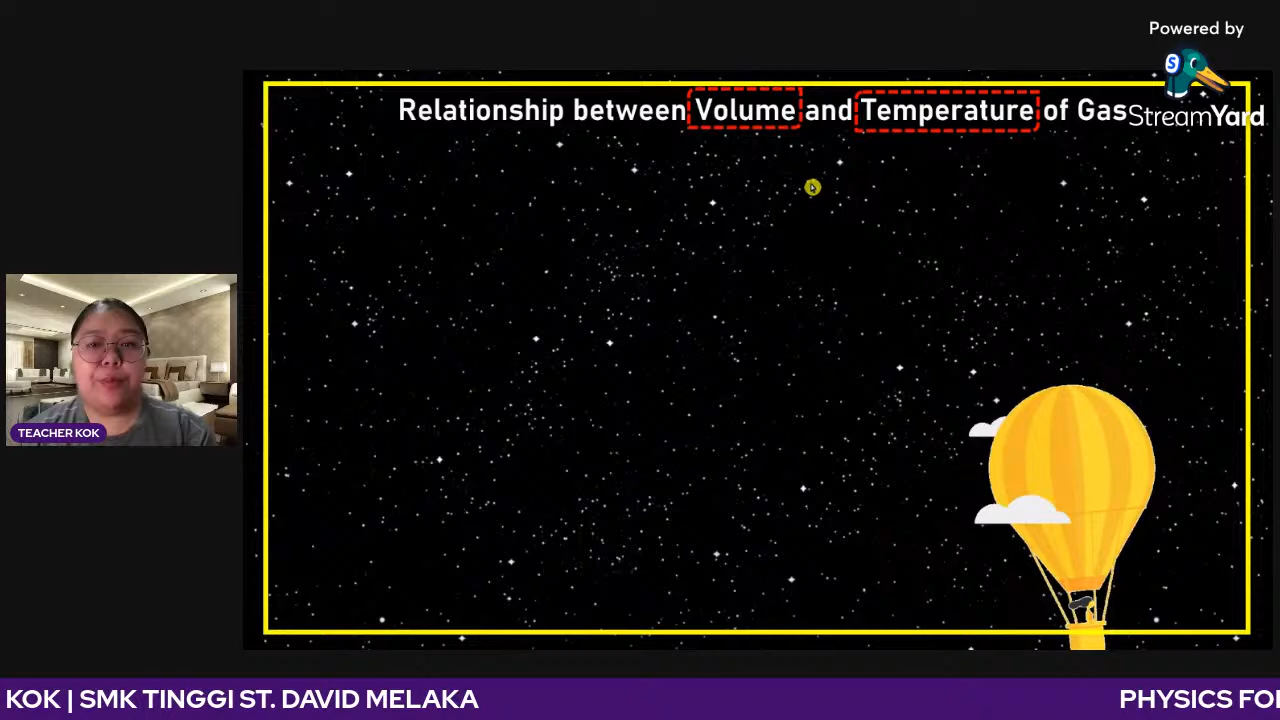 Powered by
S
StreamYard
Relationship between Volume and Temperature of Gas
TEACHER KOK
KOK | SMK TINGGI ST. DAVID MELAKA
PHYSICS FO